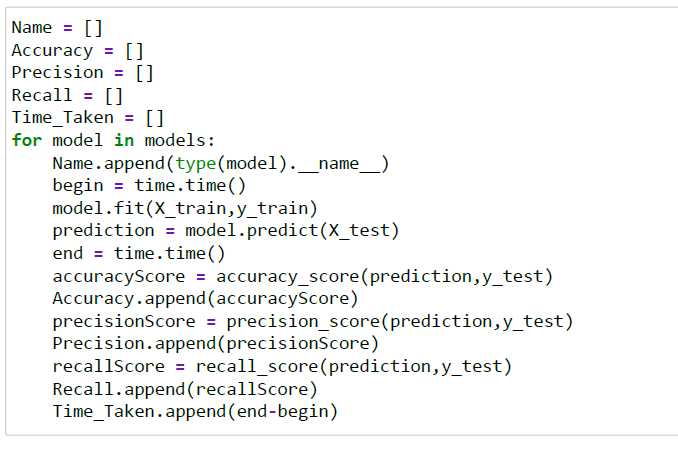 Name = []
Accuracy = []
Precision = []
Recall = []
Time_Taken = []
for model in models:
    Name.append(type(model).__name__)
    begin = time.time()
    model.fit(X_train,y_train)
    prediction = model.predict(X_test)
    end = time.time()
    accuracyScore = accuracy_score(prediction,y_test)
    Accuracy.append(accuracyScore)
    precisionScore = precision_score(prediction,y_test)
    Precision.append(precisionScore)
    recallScore = recall_score(prediction,y_test)
    Recall.append(recallScore)
    Time_Taken.append(end-begin)